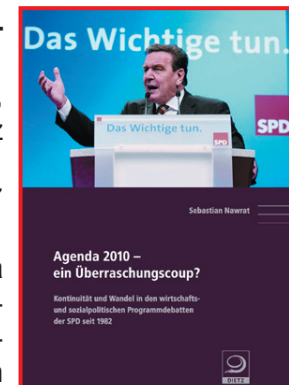 Das Wichtige tun.
Das Wichtige tun.
SPD
Sebastian Nawrat
Agenda 2010 –
ein Überraschungscoup?
Kontinuität und Wandel in den wirtschafts-
und sozialpolitischen Programmdebatten
der SPD seit 1982
DIETZ